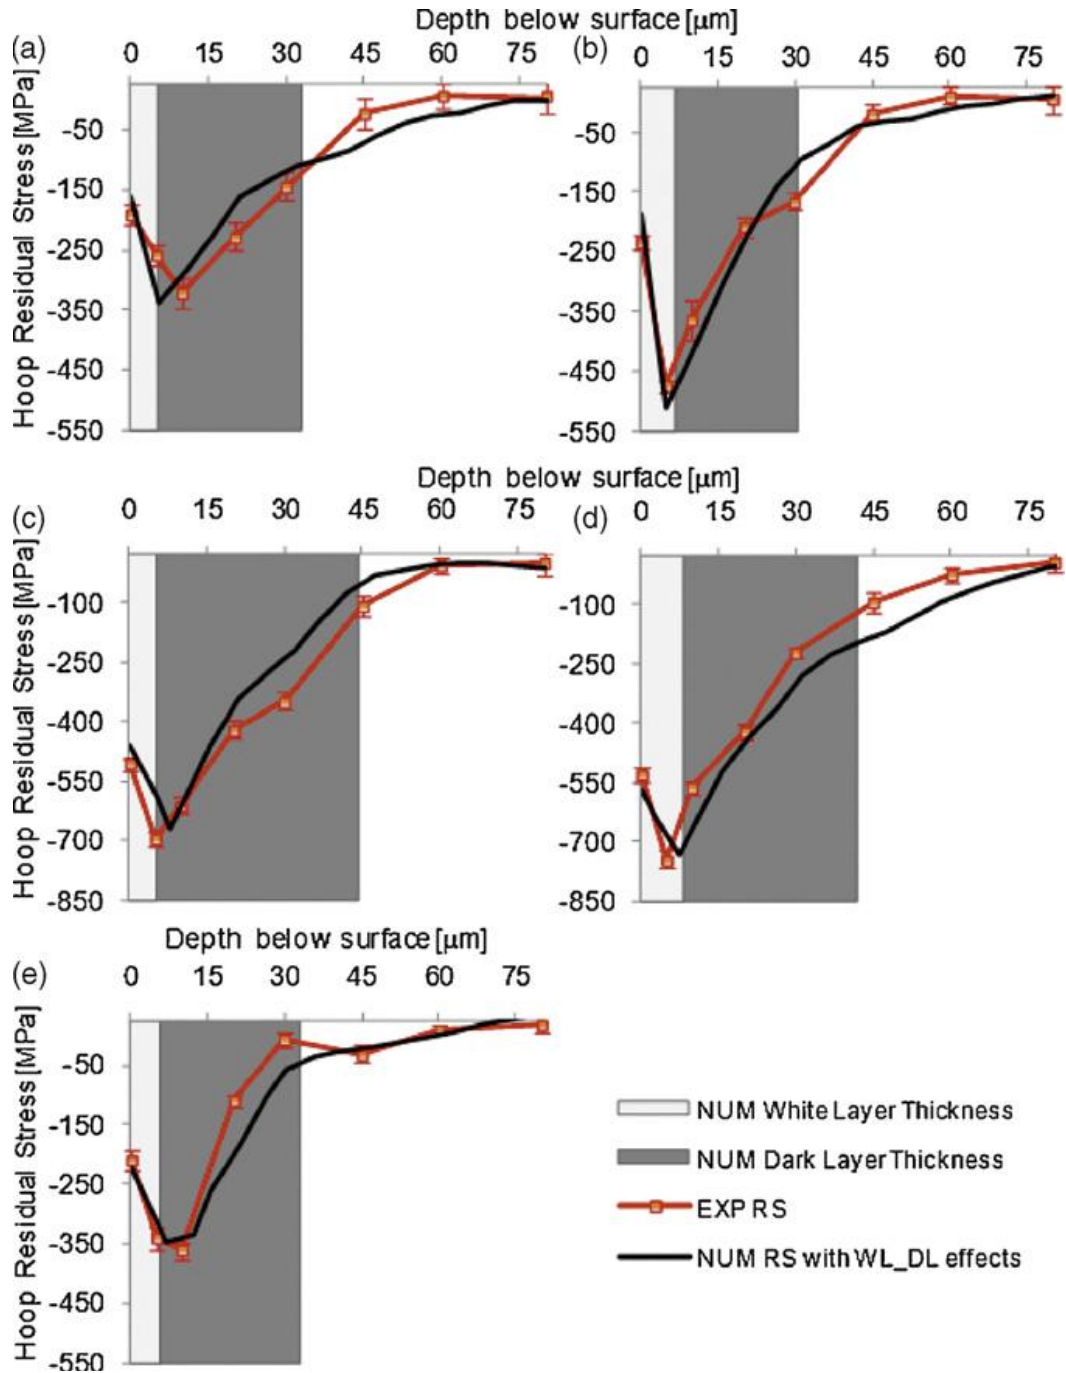 Depth below surface[μm]
(a) 0 15 30 45 60 75 (b) 0 15 30 45 60 75
Hoop Residual Stress[MPa]
-50
-150
-250
-350
-450
-550
-50
-150
-250
-350
-450
-550
Depth below surface[μm]
(c) 0 15 30 45 60 75 (d) 0 15 30 45 60 75
Hoop Residual Stress[MPa]
-100
-250
-400
-550
-700
-850
-100
-250
-400
-550
-700
-850
Depth below surface[μm]
(e) 0 15 30 45 60 75
Hoop Residual Stress[MPa]
-50
-150
-250
-350
-450
-550
NUM White Layer Thickness
NUM Dark Layer Thickness
EXP RS
NUM RS with WL_DL effects